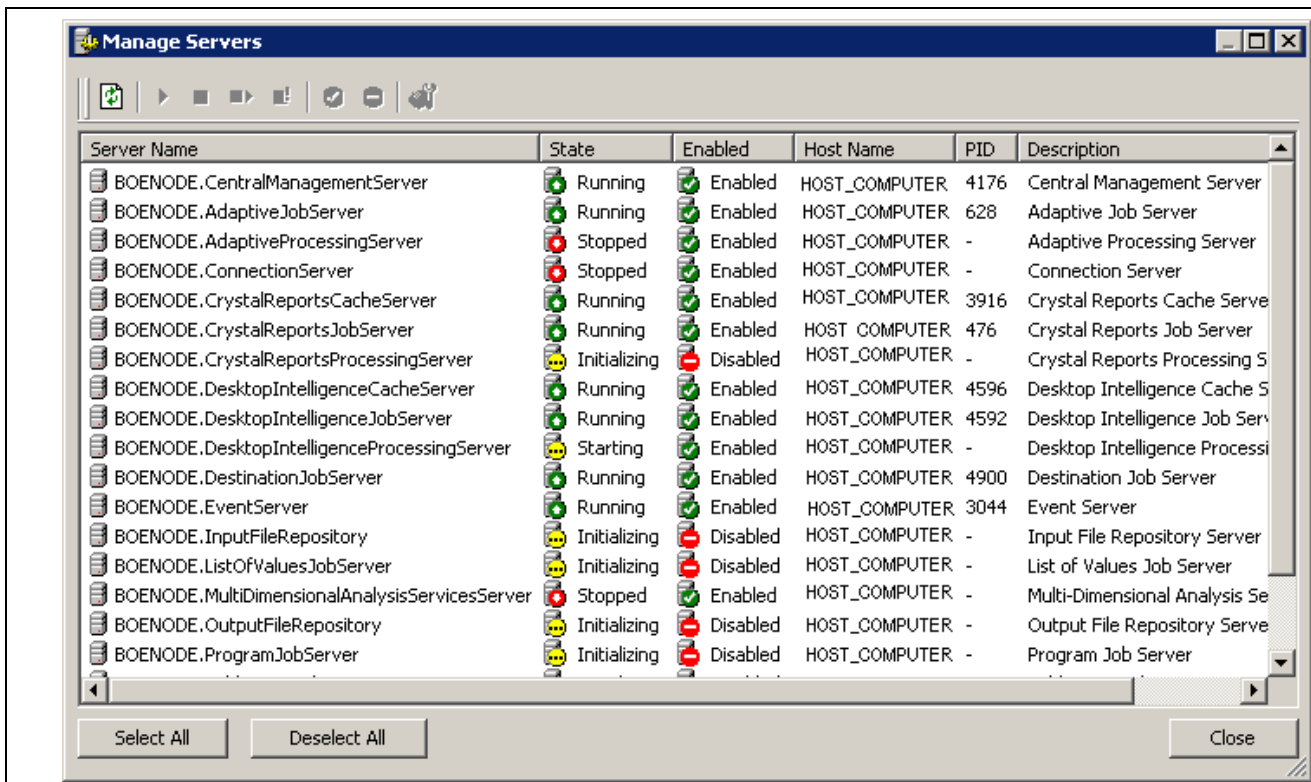 Manage Servers
Server Name State Enabled Host Name PID Description
BOENODE.CentralManagementServer Running Enabled HOST_COMPUTER 4176 Central Management Server
BOENODE.AdaptiveJobServer Running Enabled HOST_COMPUTER 628 Adaptive Job Server
BOENODE.AdaptiveProcessingServer Stopped Enabled HOST_COMPUTER - Adaptive Processing Server
BOENODE.ConnectionServer Stopped Enabled HOST_COMPUTER - Connection Server
BOENODE.CrystalReportsCacheServer Running Enabled HOST_COMPUTER 3916 Crystal Reports Cache Serve
BOENODE.CrystalReportsJobServer Running Enabled HOST COMPUTER 476 Crystal Reports Job Server
BOENODE.CrystalReportsProcessingServer Initializing Disabled HOST_COMPUTER - Crystal Reports Processing S
BOENODE.DesktopIntelligenceCacheServer Running Enabled HOST_COMPUTER 4596 Desktop Intelligence Cache S
BOENODE.DesktopIntelligenceJobServer Running Enabled HOST_COMPUTER 4592 Desktop Intelligence Job Serv
BOENODE.DesktopIntelligenceProcessingServer Starting Enabled HOST_COMPUTER - Desktop Intelligence Processi
BOENODE.DestinationJobServer Running Enabled HOST_COMPUTER 4900 Destination Job Server
BOENODE.EventServer Running Enabled HOST_COMPUTER 3044 Event Server
BOENODE.InputFileRepository Initializing Disabled HOST_COMPUTER - Input File Repository Server
BOENODE.ListOfValuesJobServer Initializing Disabled HOST_COMPUTER - List of Values Job Server
BOENODE.MultiDimensionalAnalysisServicesServer Stopped Enabled HOST_COMPUTER - Multi-Dimensional Analysis Se
BOENODE.OutputFileRepository Initializing Disabled HOST_COMPUTER - Output File Repository Serve
BOENODE.ProgramJobServer Initializing Disabled HOST_COMPUTER - Program Job Server
Select All Deselect All Close